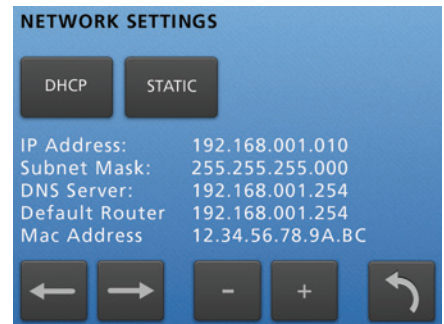 NETWORK SETTINGS
DHCP STATIC
IP Address: 192.168.001.010
Subnet Mask: 255.255.255.000
DNS Server: 192.168.001.254
Default Router 192.168.001.254
Mac Address 12.34.56.78.9A.BC
- +